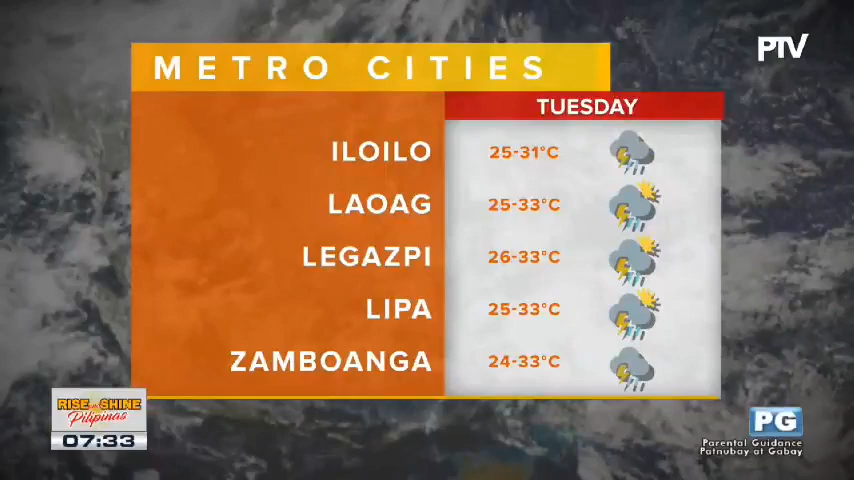 PTV
METRO CITIES
TUESDAY
ILOILO 25-31°C
LAOAG 25-33°C
LEGAZPI 26-33°C
LIPA 25-33°C
ZAMBOANGA 24-33°C
RISE AND SHINE
Pilipinas
07:33
PG
Parental Guidance
Patnubay at Gabay